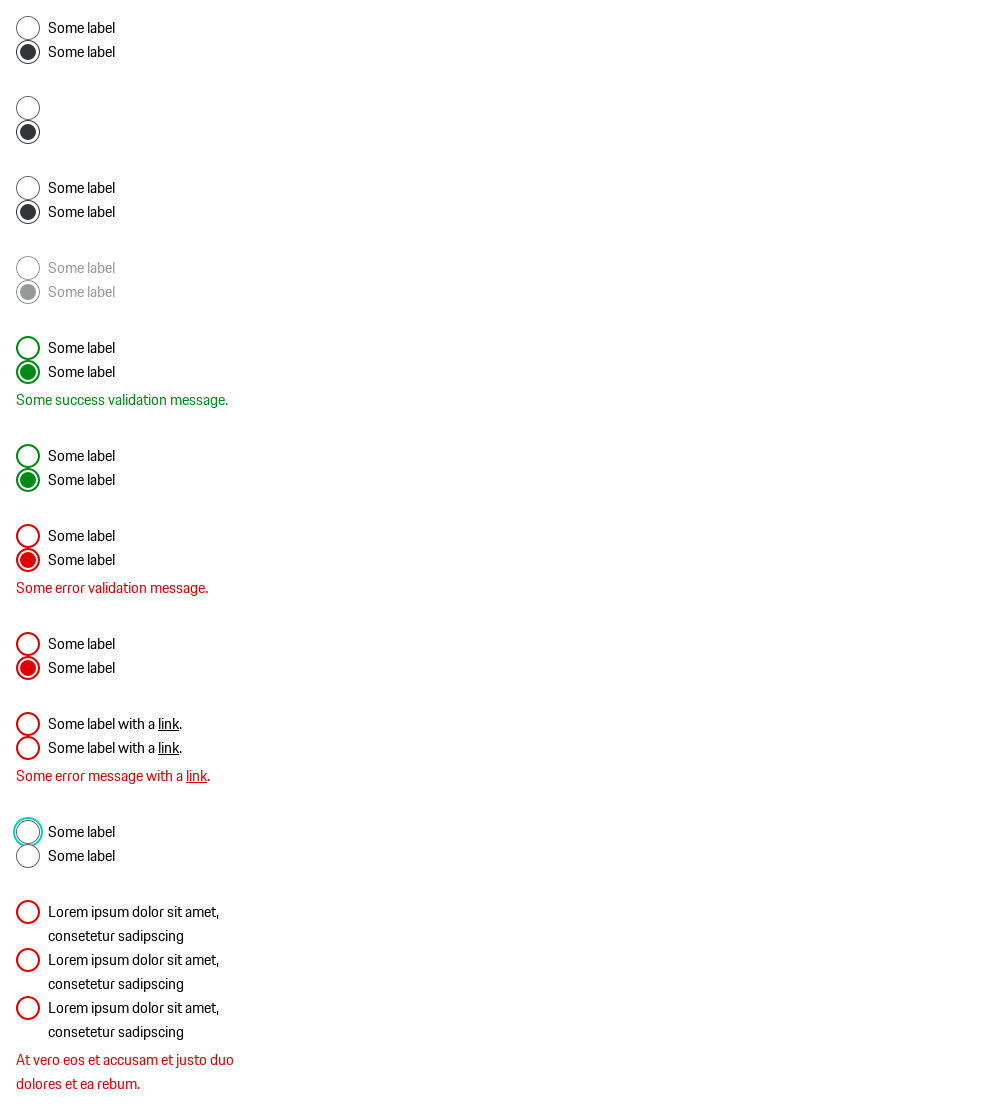 Some label
Some label
Some label
Some label
Some label
Some label
Some label
Some label
Some success validation message.
Some label
Some label
Some label
Some label
Some error validation message.
Some label
Some label
Some label with a link.
Some label with a link.
Some error message with a link.
Some label
Some label
Lorem ipsum dolor sit amet,
consetetur sadipscing
Lorem ipsum dolor sit amet,
consetetur sadipscing
Lorem ipsum dolor sit amet,
consetetur sadipscing
At vero eos et accusam et justo duo
dolores et ea rebum.